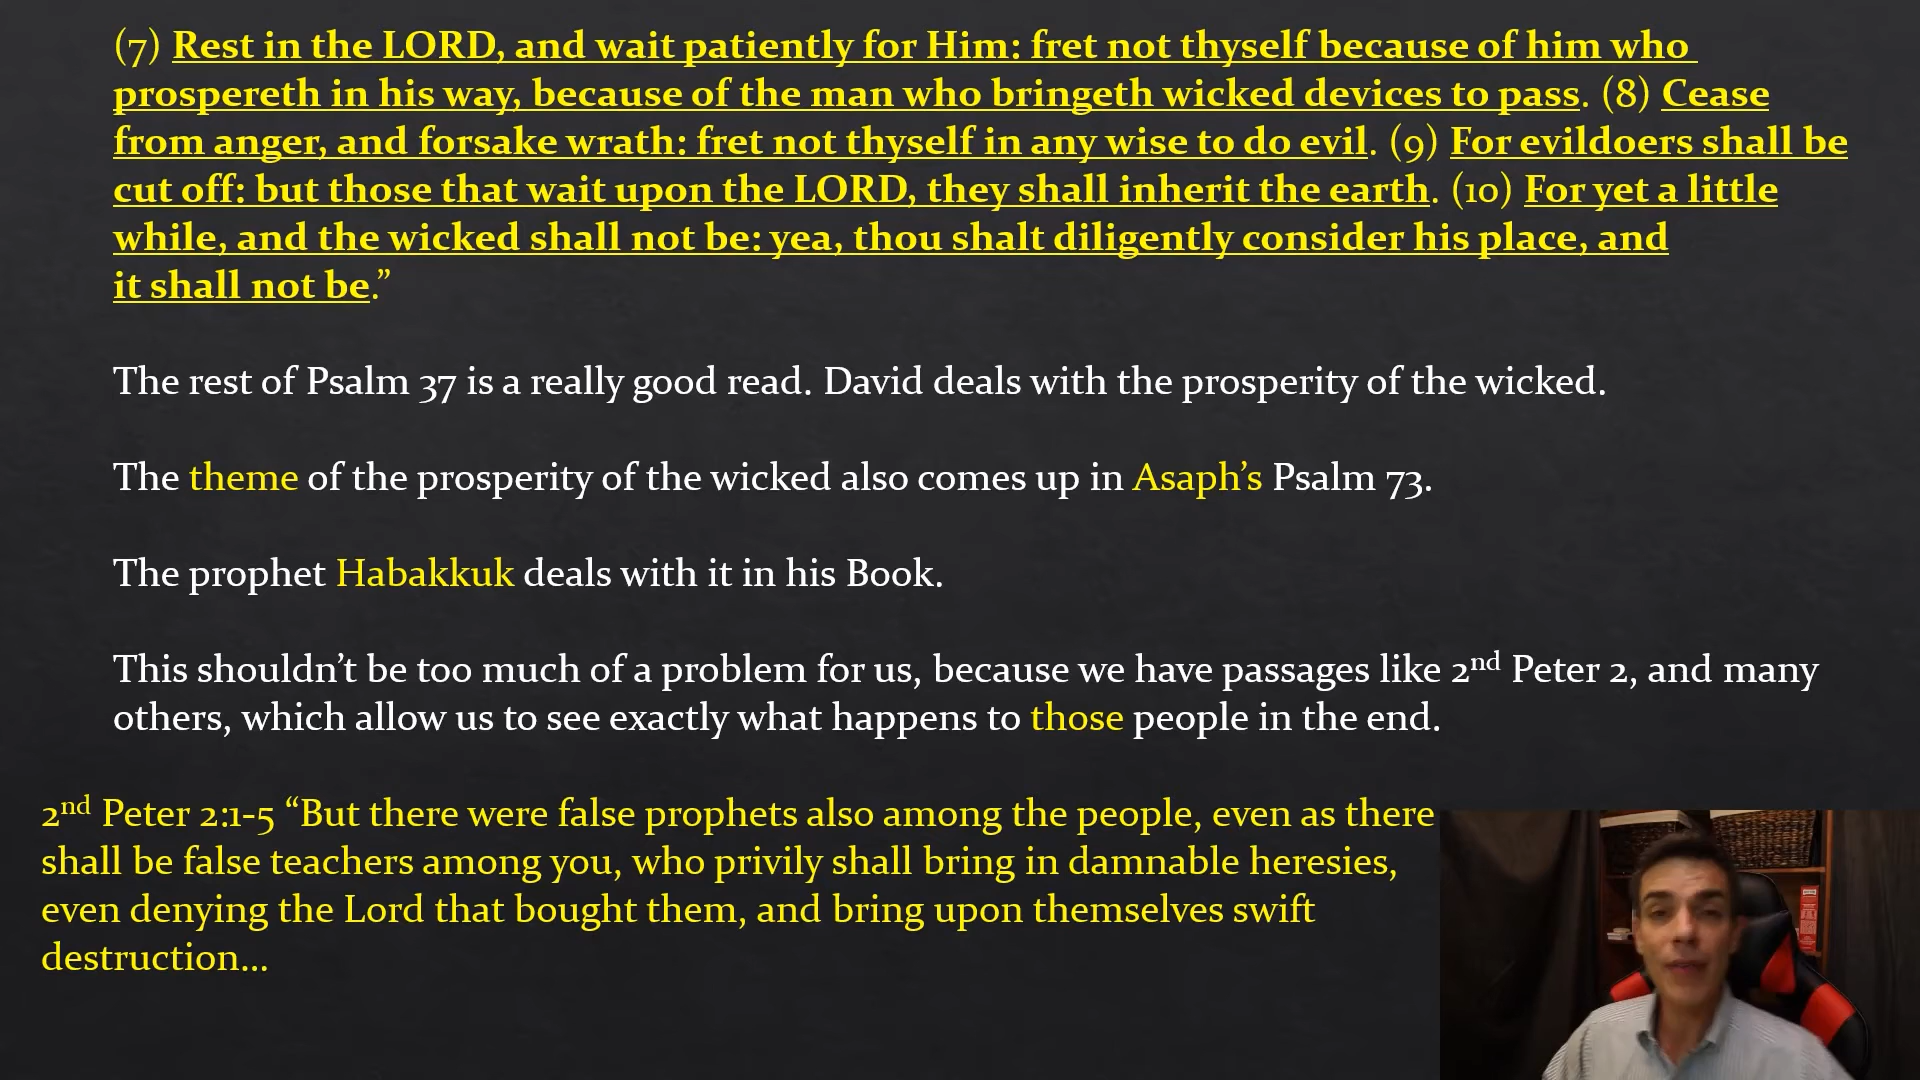 (7) Rest in the LORD, and wait patiently for Him: fret not thyself because of him who
prospereth in his way, because of the man who bringeth wicked devices to pass. (8) Cease
from anger, and forsake wrath: fret not thyself in any wise to do evil. (9) For evildoers shall be
cut off: but those that wait upon the LORD, they shall inherit the earth. (10) For yet a little
while, and the wicked shall not be: yea, thou shalt diligently consider his place, and
it shall not be.”
The rest of Psalm 37 is a really good read. David deals with the prosperity of the wicked.
The theme of the prosperity of the wicked also comes up in Asaph’s Psalm 73.
The prophet Habakkuk deals with it in his Book.
This shouldn’t be too much of a problem for us, because we have passages like 2nd Peter 2, and many
others, which allow us to see exactly what happens to those people in the end.
2nd Peter 2:1-5 “But there were false prophets also among the people, even as there
shall be false teachers among you, who privily shall bring in damnable heresies,
even denying the Lord that bought them, and bring upon themselves swift
destruction…